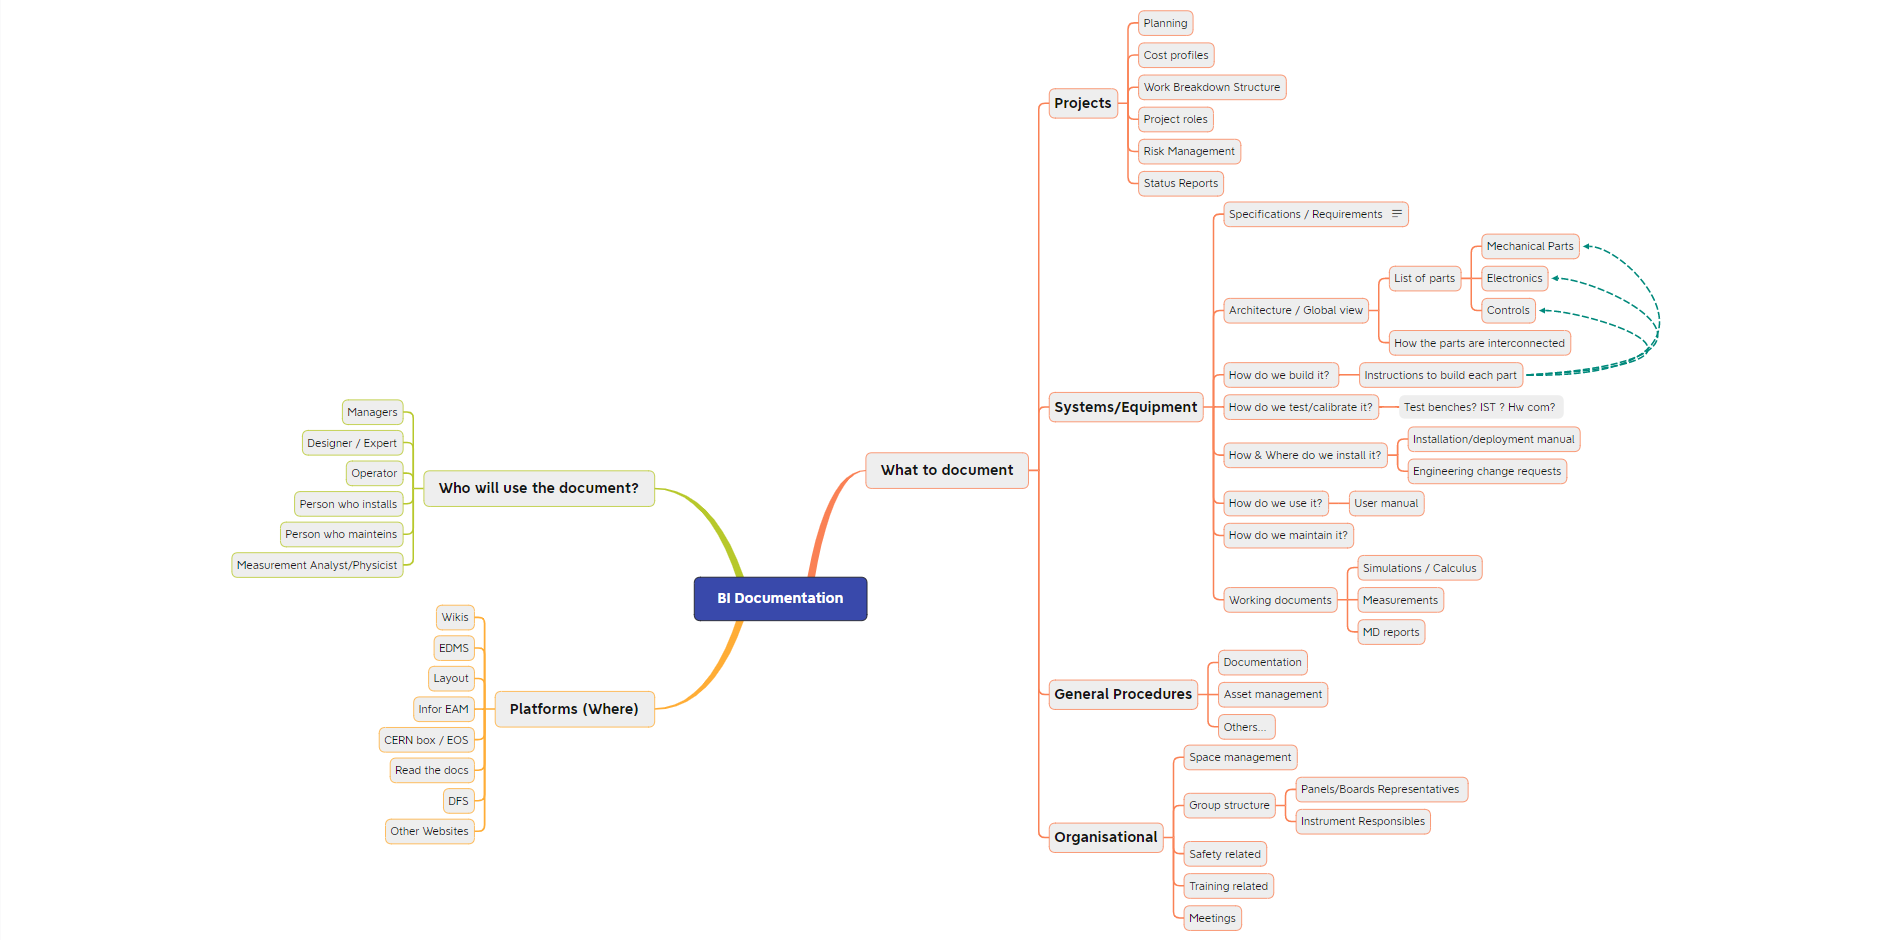 BI Documentation
Who will use the document?
Managers
Designer / Expert
Operator
Person who installs
Person who mainteins
Measurement Analyst/Physicist
Platforms (Where)
Wikis
EDMS
Layout
Infor EAM
CERN box / EOS
Read the docs
DFS
Other Websites
What to document
Projects
Planning
Cost profiles
Work Breakdown Structure
Project roles
Risk Management
Status Reports
Systems/Equipment
Specifications / Requirements
Architecture / Global view
List of parts
Mechanical Parts
Electronics
Controls
How the parts are interconnected
How do we build it?
Instructions to build each part
How do we test/calibrate it?
Test benches? IST ? Hw com?
How & Where do we install it?
Installation/deployment manual
Engineering change requests
How do we use it?
User manual
How do we maintain it?
Working documents
Simulations / Calculus
Measurements
MD reports
General Procedures
Documentation
Asset management
Others...
Organisational
Space management
Group structure
Panels/Boards Representatives
Instrument Responsibles
Safety related
Training related
Meetings